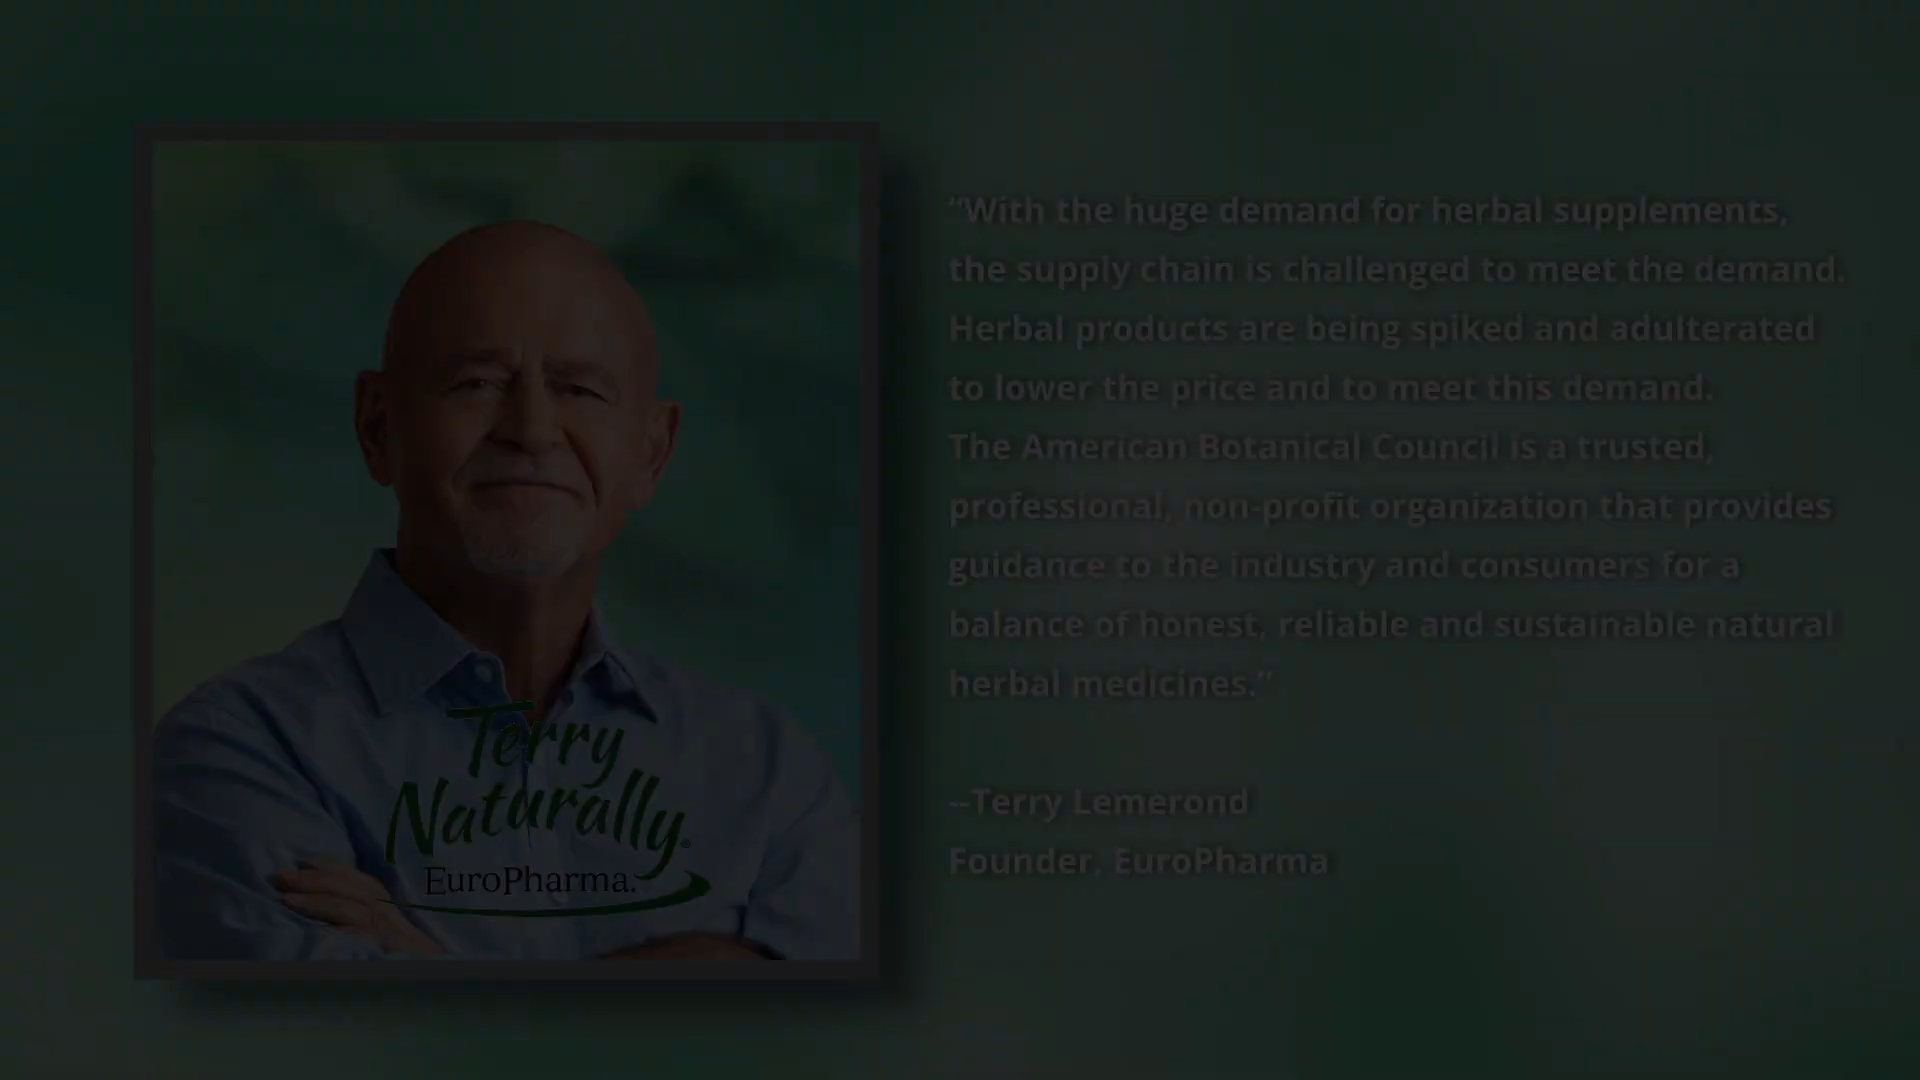 “With the huge demand for herbal supplements,
the supply chain is challenged to meet the demand.
Herbal products are being spiked and adulterated
to lower the price and to meet this demand.
The American Botanical Council is a trusted,
professional, non-profit organization that provides
guidance to the industry and consumers for a
balance of honest, reliable and sustainable natural
herbal medicines.”
--Terry Lemerond
Founder, EuroPharma
Terry
Naturally®
EuroPharma.